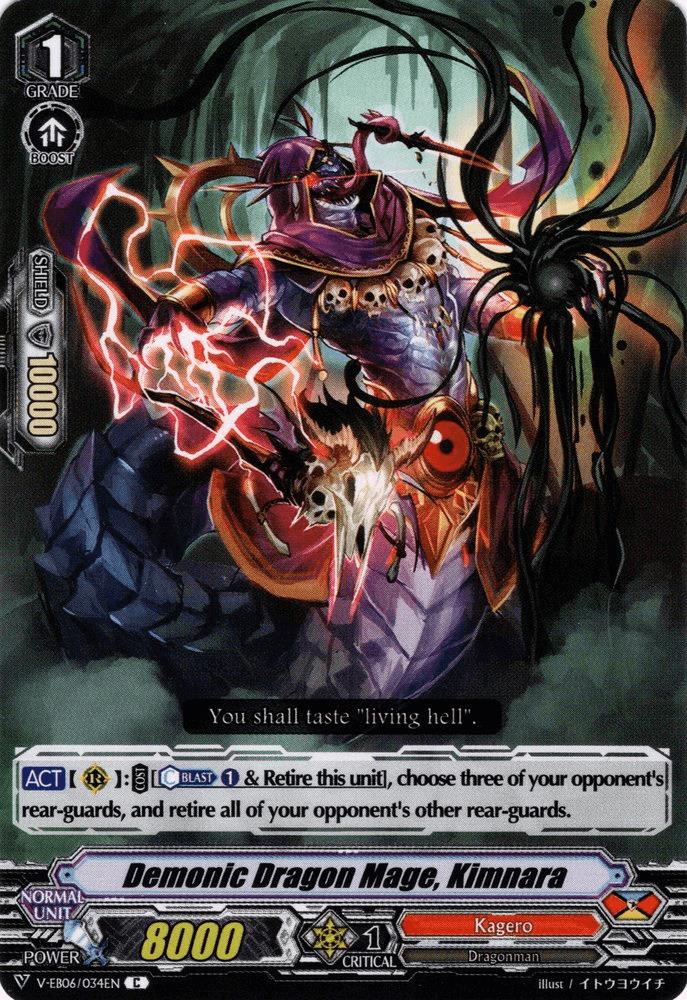 1
GRADE
BOOST
SHIELD
10000
You shall taste "living hell".
ACT【R】:COST[C BLAST 1 & Retire this unit], choose three of your opponent's
rear-guards, and retire all of your opponent's other rear-guards.
Demonic Dragon Mage, Kimnara
NORMAL
UNIT
POWER 8000
1
CRITICAL
Kagero
Dragonman
V-EB06/034EN C
illust / イトウヨウイチ